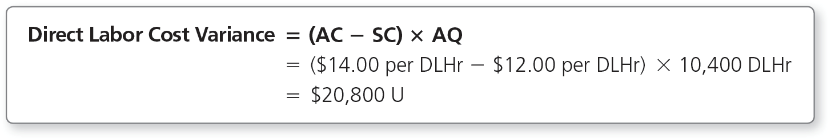 Direct Labor Cost Variance = (AC − SC) × AQ
= ($14.00 per DLHr − $12.00 per DLHr) × 10,400 DLHr
= $20,800 U